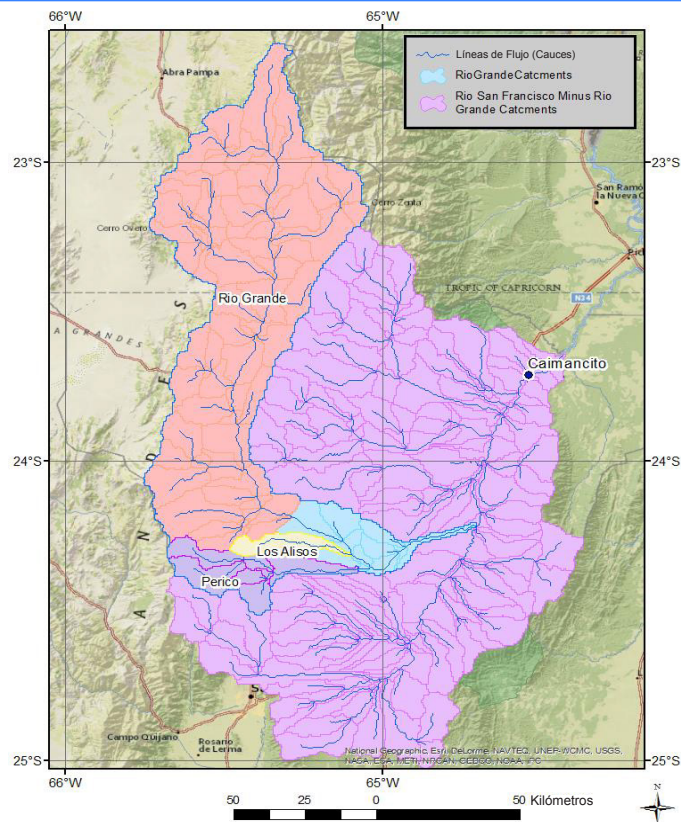 66°W
65°W
Líneas de Flujo (Cauces)
RioGrandeCatcments
Rio San Francisco Minus Rio
Grande Catcments
Abra Pampa
23°S
23°S
San Ramó
la Nueva O
Cerro Zenta
Cerro Overo
TROPIC OF CAPRICORN
N34
Rio Grande
A GRANDES
Caimancito
24°S
24°S
A N D E S
Los Alisos
Perico
Campo Quijano
Rosario
de Lerma
National Geographic, Esri, DeLorme, NAVTEQ, UNEP-WCMC, USGS,
NASA, ESA, METI, NRCAN, GEBCO, NOAA, iPC
25°S
25°S
66°W
65°W
N
50
25
0
50 Kilómetros